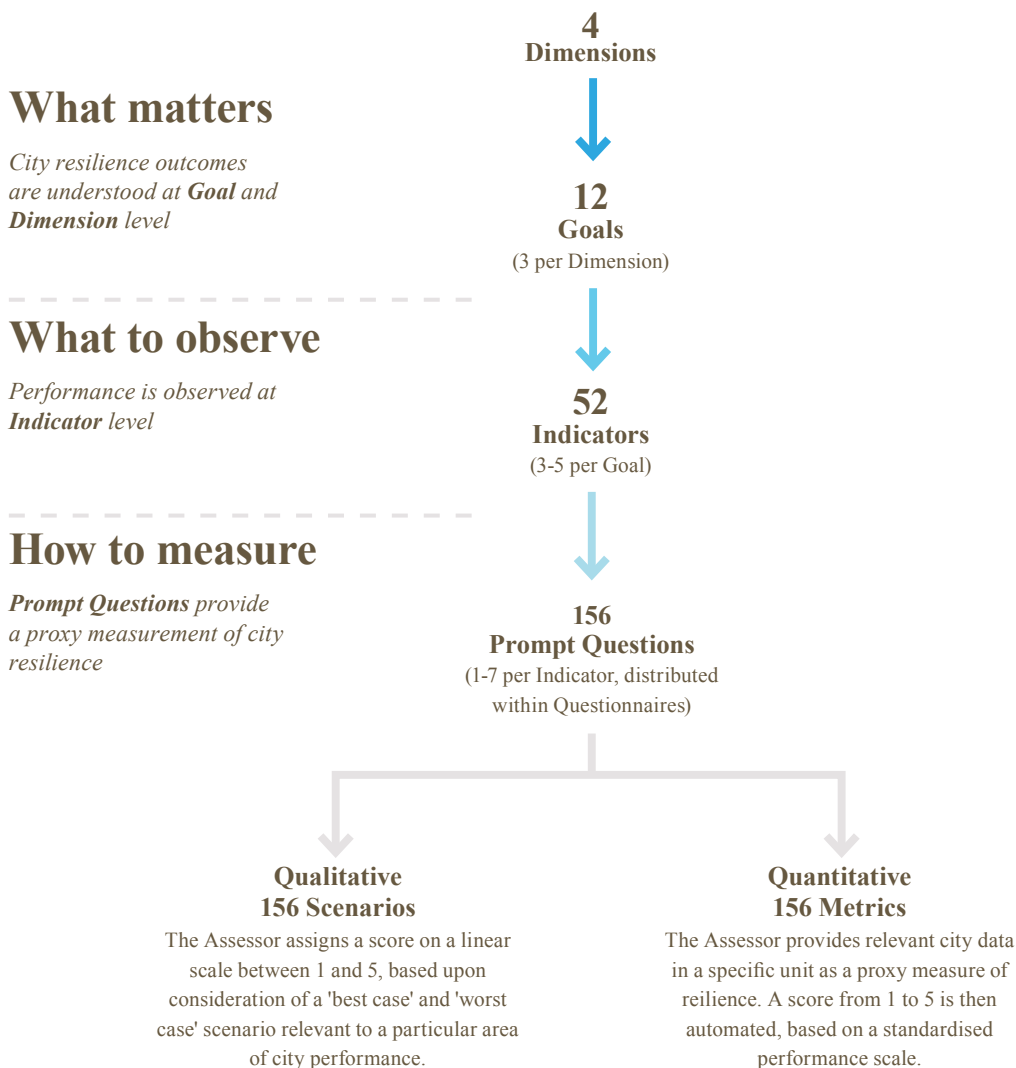 4
Dimensions
What matters
City resilience outcomes
are understood at Goal and
Dimension level
12
Goals
(3 per Dimension)
What to observe
Performance is observed at
Indicator level
52
Indicators
(3-5 per Goal)
How to measure
Prompt Questions provide
a proxy measurement of city
resilience
156
Prompt Questions
(1-7 per Indicator, distributed
within Questionnaires)
Qualitative
156 Scenarios
The Assessor assigns a score on a linear
scale between 1 and 5, based upon
consideration of a 'best case' and 'worst
case' scenario relevant to a particular area
of city performance.
Quantitative
156 Metrics
The Assessor provides relevant city data
in a specific unit as a proxy measure of
reilience. A score from 1 to 5 is then
automated, based on a standardised
performance scale.